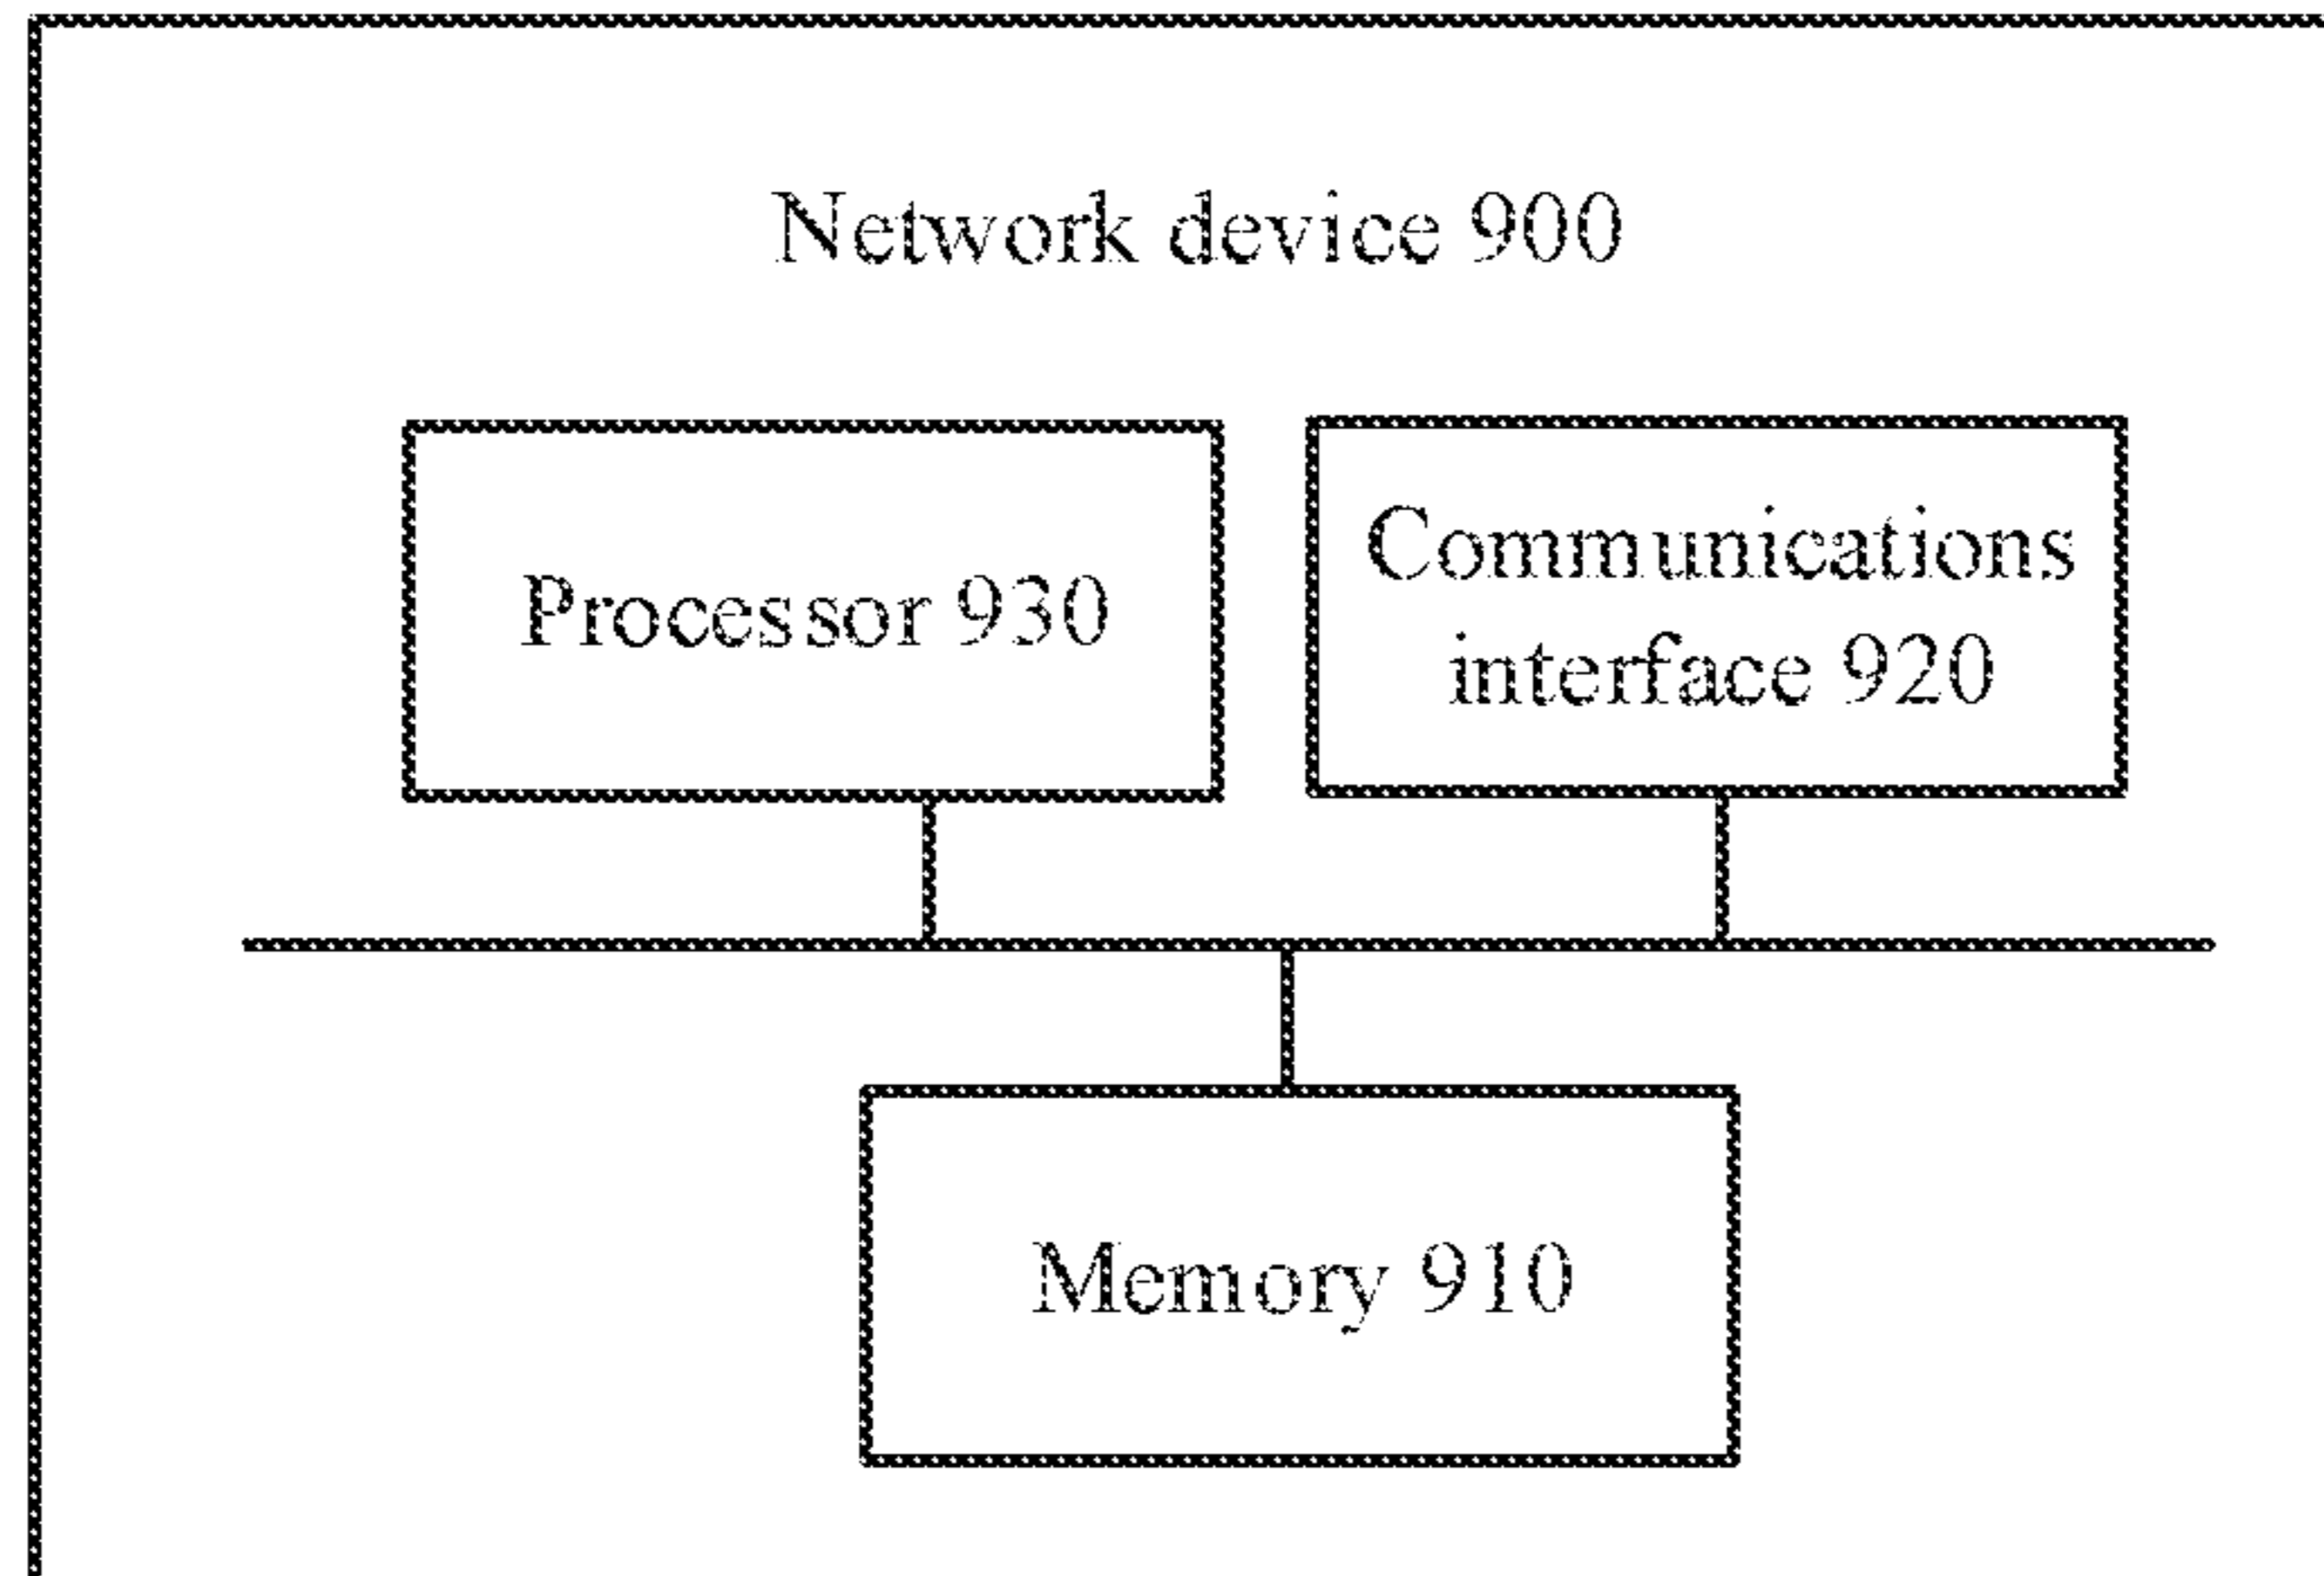 Network device 900
Processor 930
Communications
interface 920
Memory 910